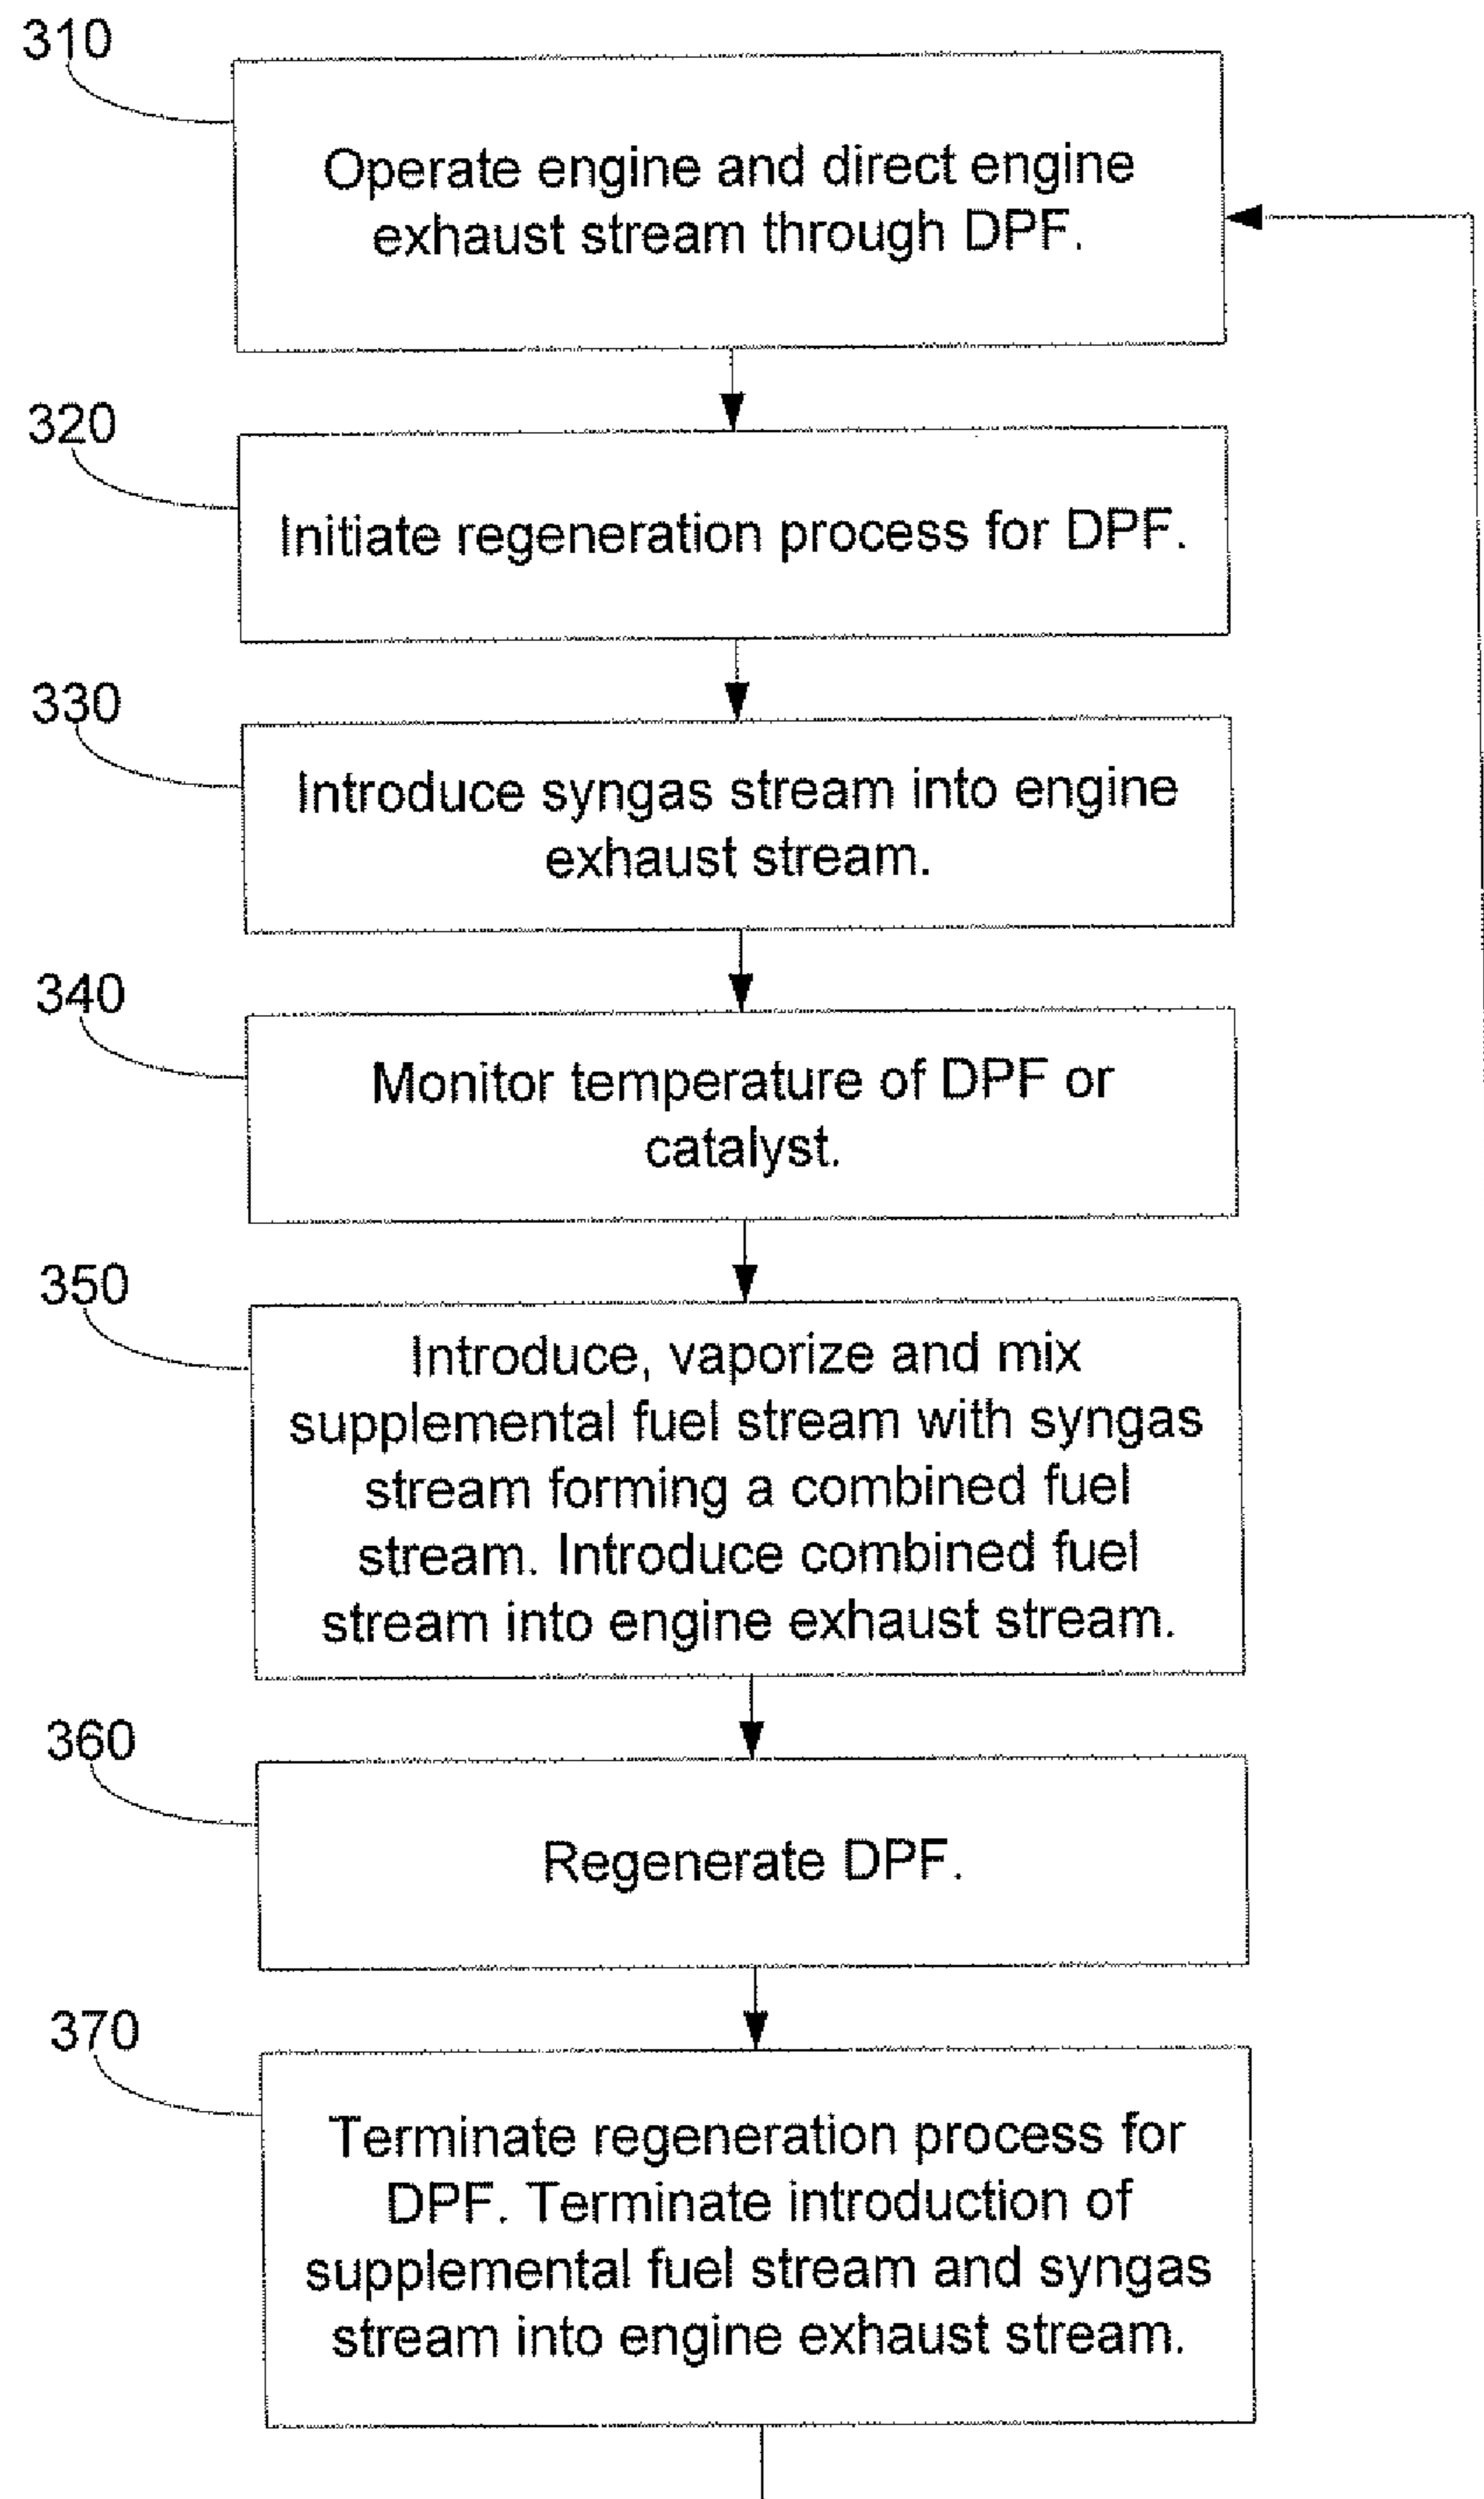 310
Operate engine and direct engine
exhaust stream through DPF.
320
Initiate regeneration process for DPF.
330
Introduce syngas stream into engine
exhaust stream.
340
Monitor temperature of DPF or
catalyst.
350
Introduce, vaporize and mix
supplemental fuel stream with syngas
stream forming a combined fuel
stream. Introduce combined fuel
stream into engine exhaust stream.
360
Regenerate DPF.
370
Terminate regeneration process for
DPF. Terminate introduction of
supplemental fuel stream and syngas
stream into engine exhaust stream.